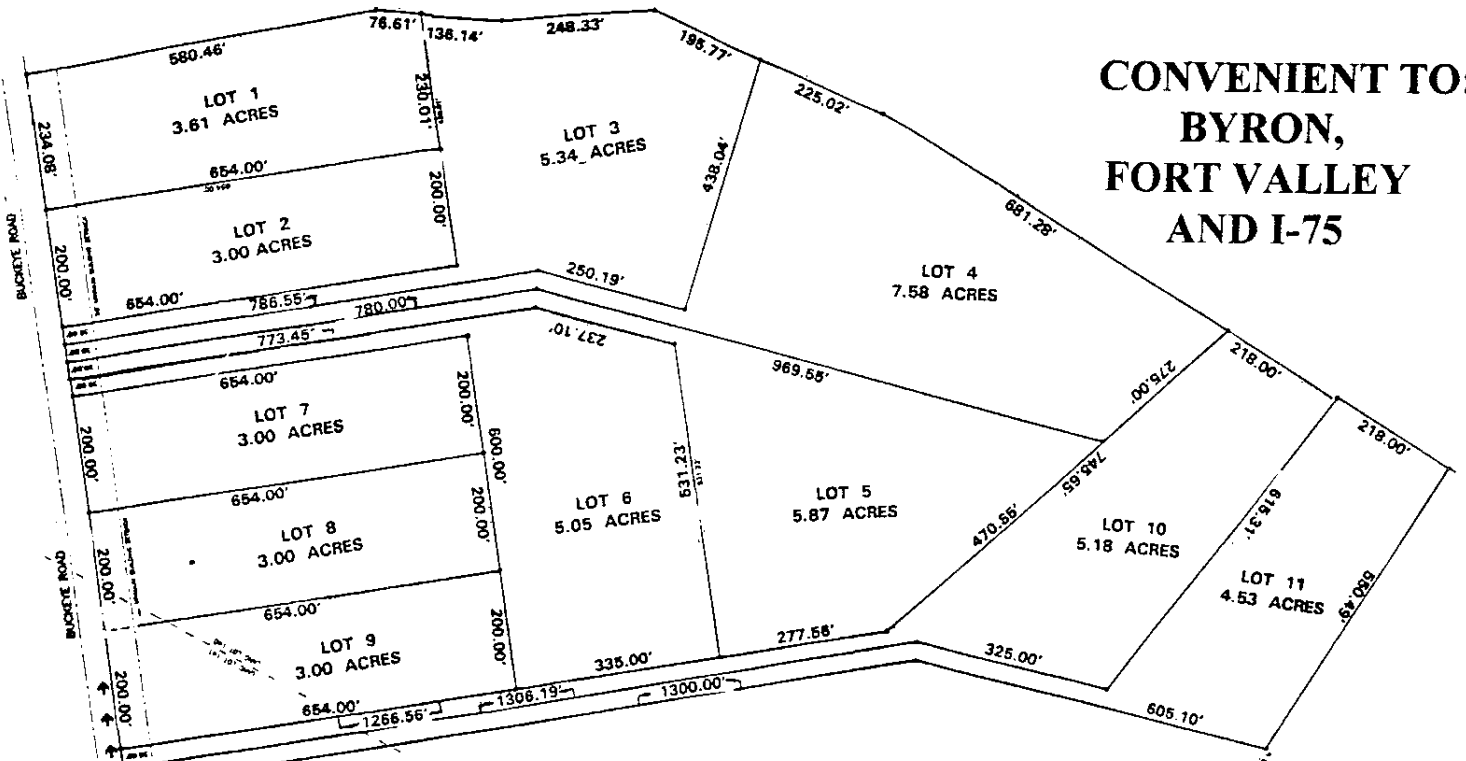 CONVENIENT TO:
BYRON,
FORT VALLEY
AND I-75
580.46'
76.61'
136.14'
248.33'
195.77'
225.02'
681.28'
218.00'
218.00'
LOT 1
3.61 ACRES
234.08'
230.01'
654.00'
LOT 2
3.00 ACRES
200.00'
200.00'
654.00'
LOT 3
5.34 ACRES
438.04'
250.19'
LOT 4
7.58 ACRES
275.00'
786.55'
780.00'
773.45'
237.10'
969.55'
BUCKEYE ROAD
654.00'
LOT 7
3.00 ACRES
200.00'
200.00'
600.00'
654.00'
LOT 8
3.00 ACRES
200.00'
200.00'
654.00'
LOT 9
3.00 ACRES
200.00'
200.00'
654.00'
BUCKEYE ROAD
LOT 6
5.05 ACRES
531.23'
335.00'
LOT 5
5.87 ACRES
470.55'
745.65'
277.56'
LOT 10
5.18 ACRES
615.31'
325.00'
LOT 11
4.53 ACRES
550.49'
605.10'
1266.56'
1306.19'
1300.00'